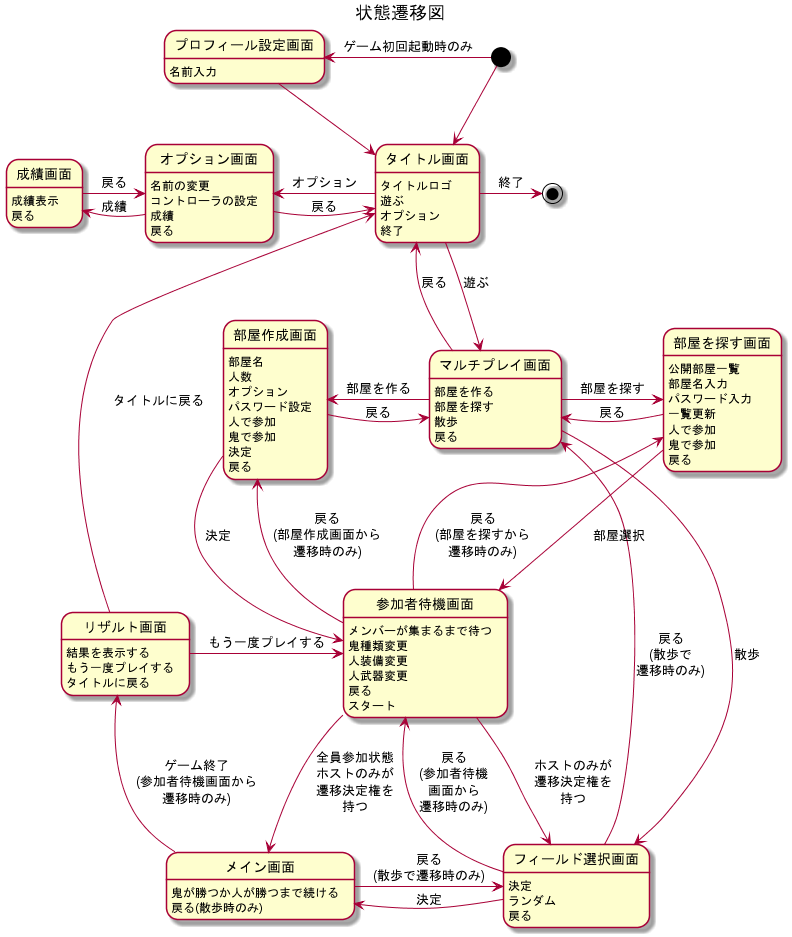 状態遷移図
プロフィール設定画面
名前入力
ゲーム初回起動時のみ
成績画面
成績表示
戻る
戻る
成績
オプション画面
名前の変更
コントローラの設定
成績
戻る
オプション
戻る
タイトル画面
タイトルロゴ
遊ぶ
オプション
終了
終了
戻る
遊ぶ
部屋作成画面
部屋名
人数
オプション
パスワード設定
人で参加
鬼で参加
決定
戻る
部屋を作る
戻る
マルチプレイ画面
部屋を作る
部屋を探す
散歩
戻る
部屋を探す
戻る
部屋を探す画面
公開部屋一覧
部屋名入力
パスワード入力
一覧更新
人で参加
鬼で参加
戻る
タイトルに戻る
決定
戻る
(部屋作成画面から
遷移時のみ)
戻る
(部屋を探すから
遷移時のみ)
部屋選択
リザルト画面
結果を表示する
もう一度プレイする
タイトルに戻る
もう一度プレイする
参加者待機画面
メンバーが集まるまで待つ
鬼種類変更
人装備変更
人武器変更
戻る
スタート
戻る
(散歩で
遷移時のみ)
散歩
ゲーム終了
(参加者待機画面から
遷移時のみ)
全員参加状態
ホストのみが
遷移決定権を
持つ
戻る
(参加者待機
画面から
遷移時のみ)
ホストのみが
遷移決定権を
持つ
メイン画面
鬼が勝つか人が勝つまで続ける
戻る(散歩時のみ)
戻る
(散歩で遷移時のみ)
決定
フィールド選択画面
決定
ランダム
戻る